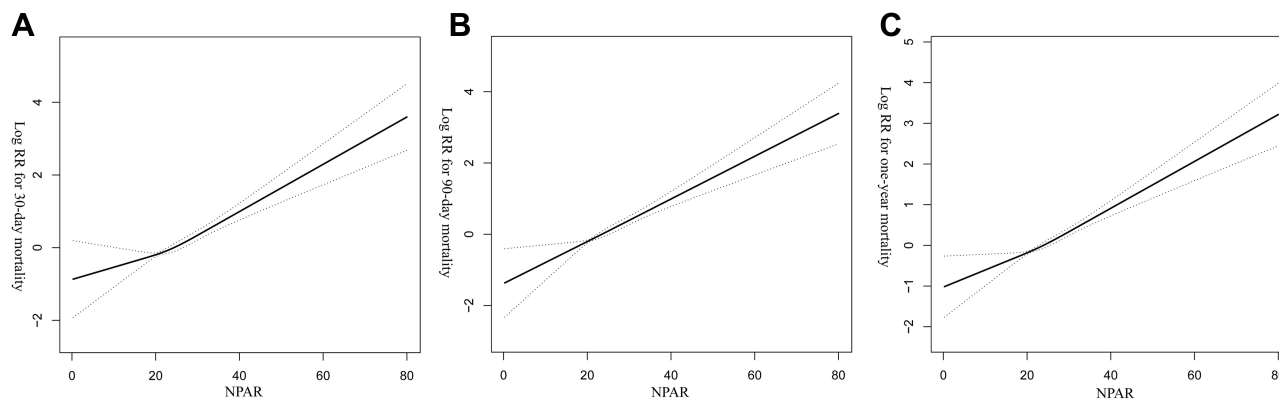 A
Log RR for 30-day mortality
4
2
0
−2
0 20 40 60 80
NPAR
B
Log RR for 90-day mortality
4
2
0
−2
0 20 40 60 80
NPAR
C
Log RR for one-year mortality
5
4
3
2
1
0
−1
−2
0 20 40 60 8
NPAR